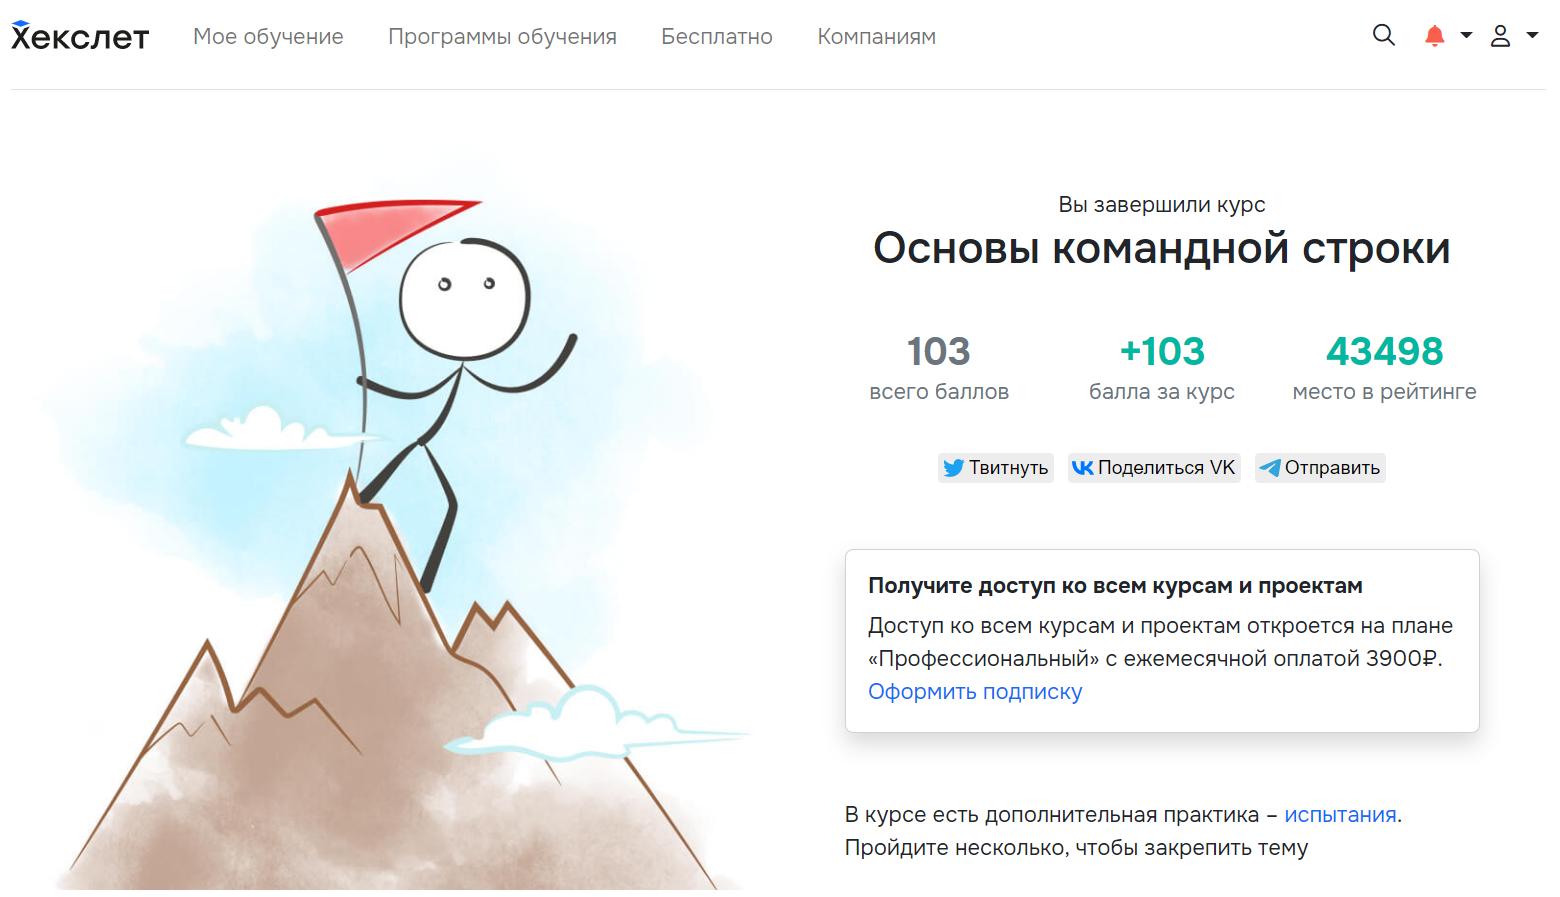 Хекслет Мое обучение Программы обучения Бесплатно Компаниям
Вы завершили курс
Основы командной строки
103 +103 43498
всего баллов балла за курс место в рейтинге
Твитнуть Поделиться VK Отправить
Получите доступ ко всем курсам и проектам
Доступ ко всем курсам и проектам откроется на плане
«Профессиональный» с ежемесячной оплатой 3900₽.
Оформить подписку
В курсе есть дополнительная практика – испытания.
Пройдите несколько, чтобы закрепить тему